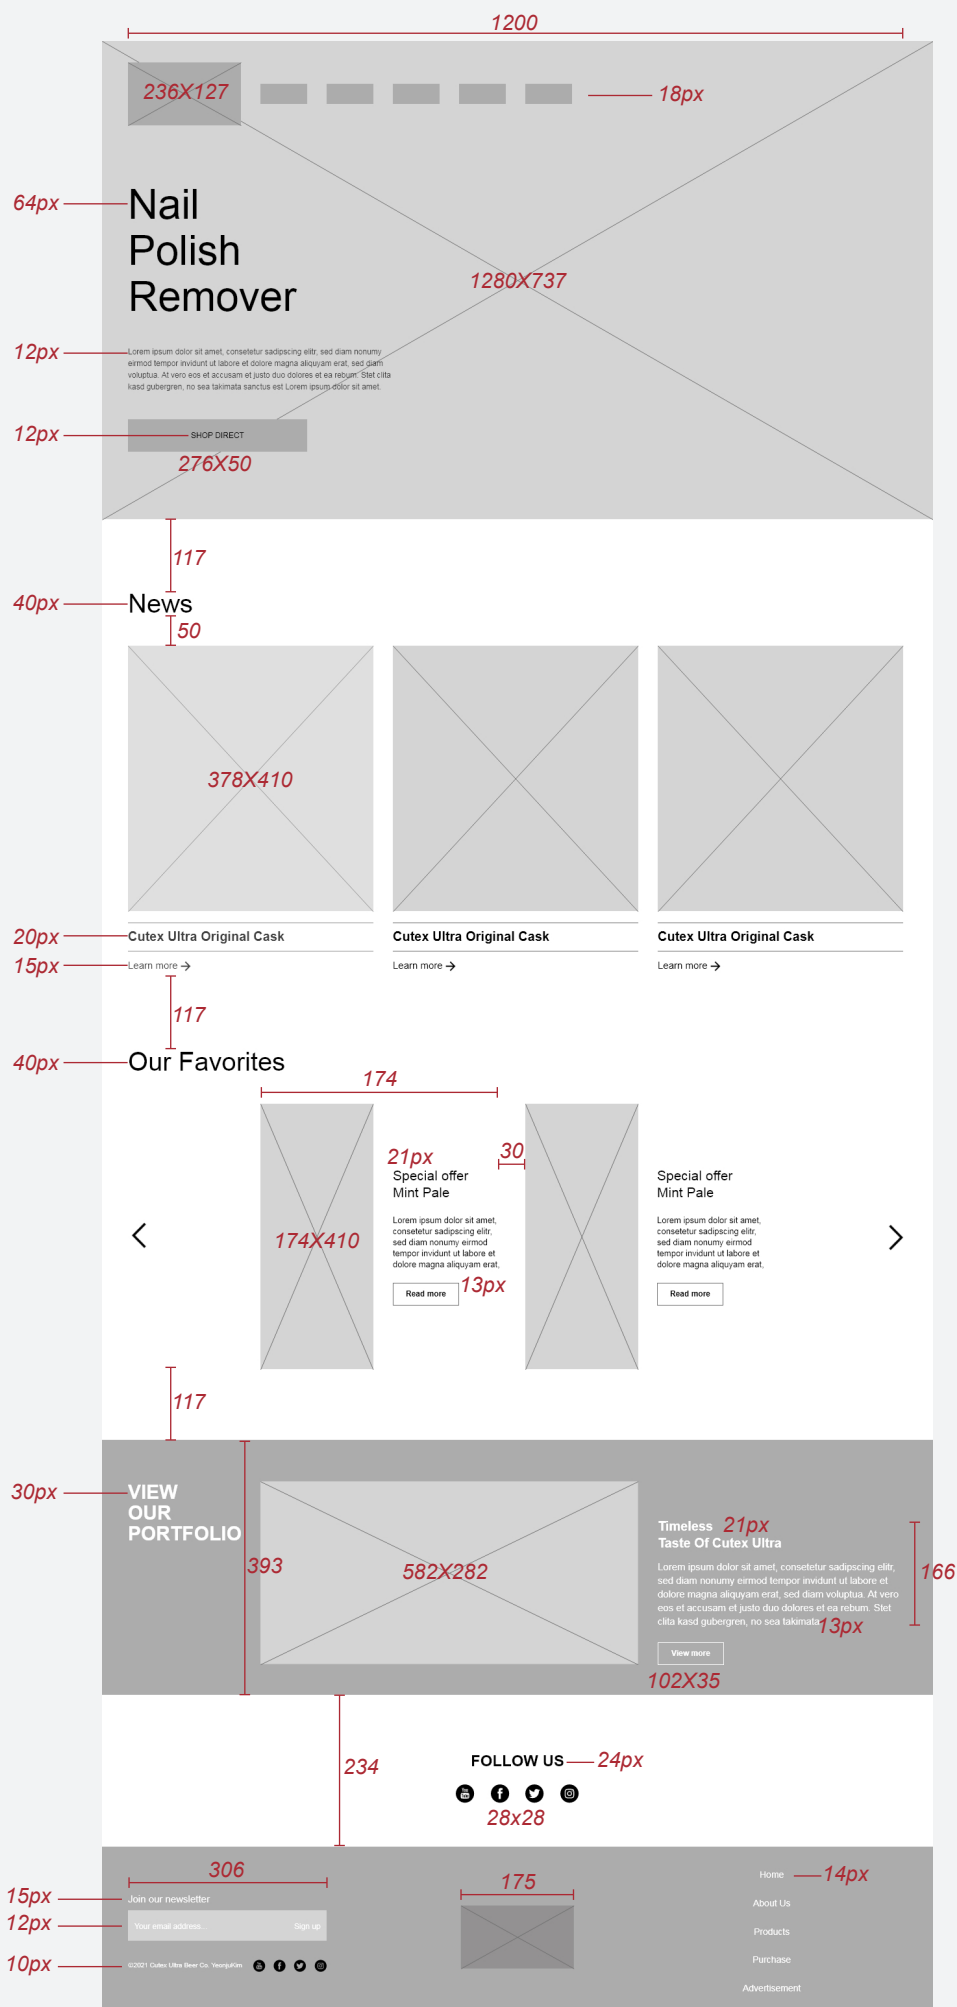 1200
236X127
18px
64px
Nail
Polish
Remover
1280X737
12px
Lorem ipsum dolor sit amet, consetetur sadipscing elitr, sed diam nonumy
eirmod tempor invidunt ut labore et dolore magna aliquyam erat, sed diam
voluptua. At vero eos et accusam et justo duo dolores et ea rebum. Stet clita
kasd gubergren, no sea takimata sanctus est Lorem ipsum dolor sit amet.
12px
SHOP DIRECT
276X50
117
40px
News
50
378X410
20px
Cutex Ultra Original Cask
Cutex Ultra Original Cask
Cutex Ultra Original Cask
15px
Learn more
Learn more
Learn more
117
40px
Our Favorites
174
21px
30
Special offer
Mint Pale
Special offer
Mint Pale
174X410
Lorem ipsum dolor sit amet,
consetetur sadipscing elitr,
sed diam nonumy eirmod
tempor invidunt ut labore et
dolore magna aliquyam erat,
Lorem ipsum dolor sit amet,
consetetur sadipscing elitr,
sed diam nonumy eirmod
tempor invidunt ut labore et
dolore magna aliquyam erat,
13px
Read more
Read more
117
30px
VIEW
OUR
PORTFOLIO
393
582X282
Timeless
21px
Taste Of Cutex Ultra
Lorem ipsum dolor sit amet, consetetur sadipscing elitr,
sed diam nonumy eirmod tempor invidunt ut labore et
dolore magna aliquyam erat, sed diam voluptua. At vero
eos et accusam et justo duo dolores et ea rebum. Stet
clita kasd gubergren, no sea takimata
166
13px
View more
102X35
234
FOLLOW US
24px
28x28
306
175
Home
14px
15px
Join our newsletter
12px
Your email address...
Sign up
About Us
Products
10px
©2021 Cutex Ultra Beer Co. YeonjuKim
Purchase
Advertisement